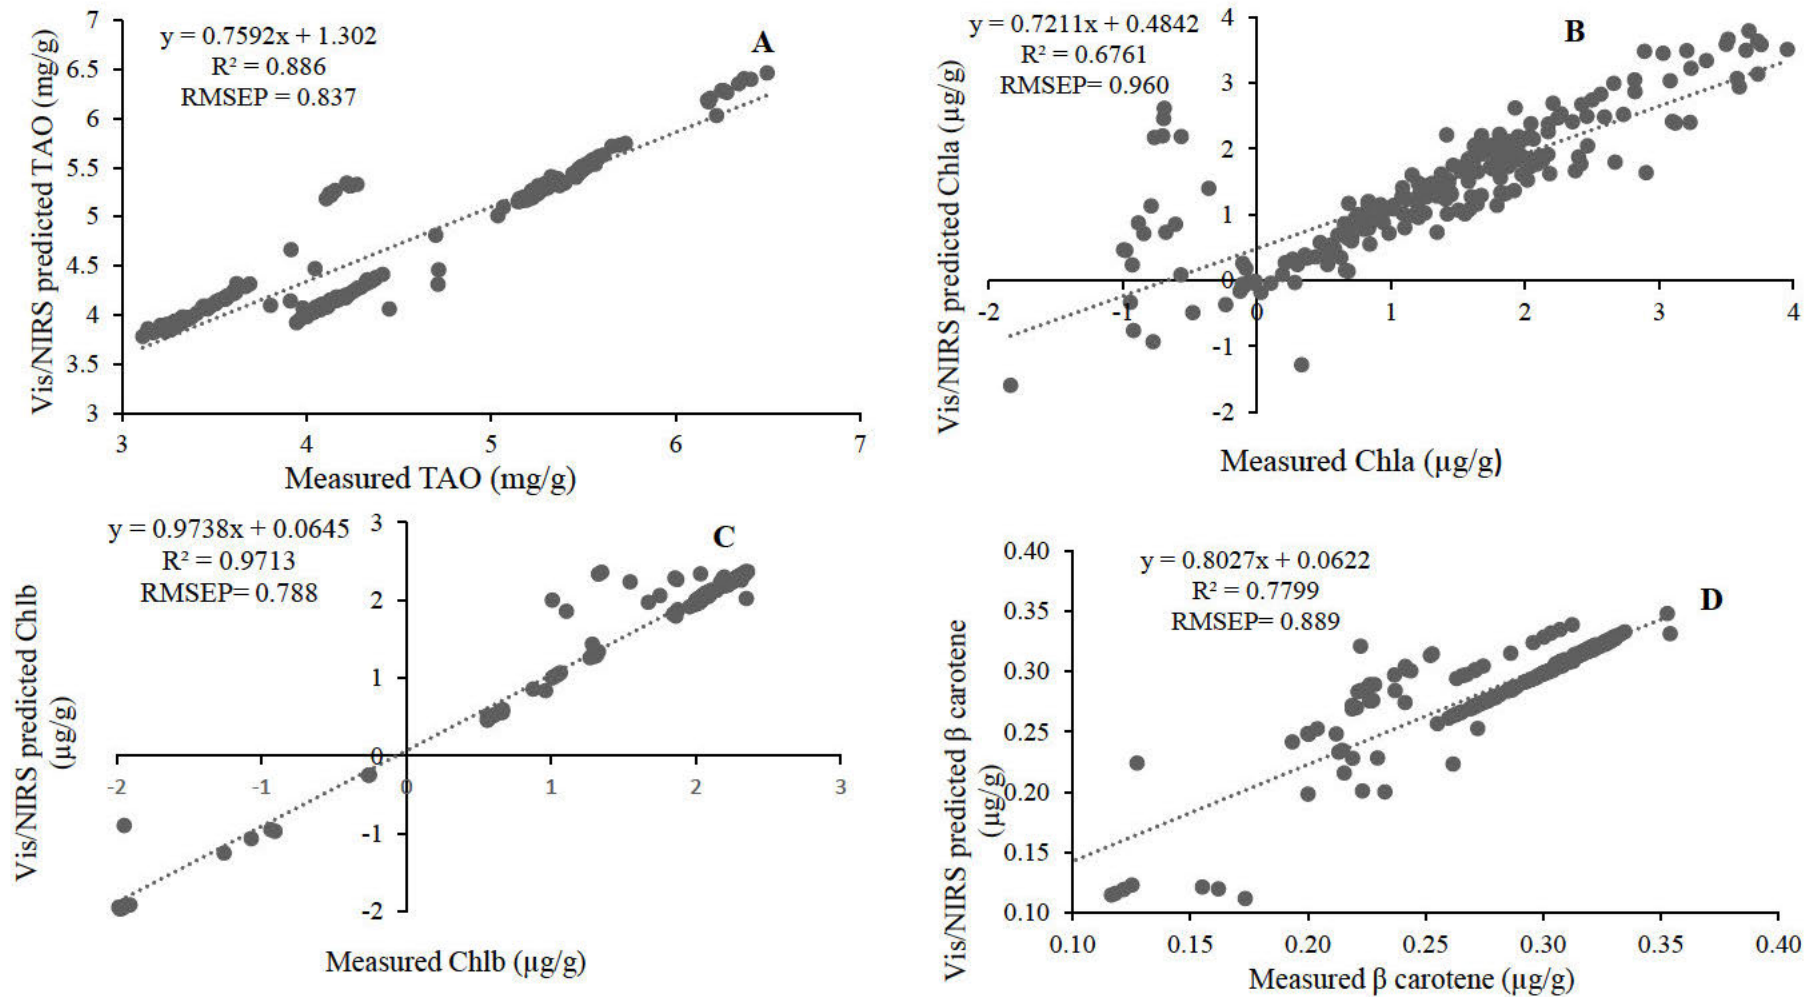 A
y = 0.7592x + 1.302
R² = 0.886
RMSEP = 0.837
Vis/NIRS predicted TAO (mg/g)
7
6.5
6
5.5
5
4.5
4
3.5
3
3 4 5 6 7
Measured TAO (mg/g)
B
y = 0.7211x + 0.4842
R² = 0.6761
RMSEP= 0.960
Vis/NIRS predicted Chla (µg/g)
4
3
2
1
0
-1
-2
-2 -1 0 1 2 3 4
Measured Chla (µg/g)
C
y = 0.9738x + 0.0645
R² = 0.9713
RMSEP= 0.788
Vis/NIRS predicted Chlb
(µg/g)
3
2
1
0
-1
-2
-2 -1 0 1 2 3
Measured Chlb (µg/g)
D
y = 0.8027x + 0.0622
R² = 0.7799
RMSEP= 0.889
Vis/NIRS predicted β carotene
(µg/g)
0.40
0.35
0.30
0.25
0.20
0.15
0.10
0.10 0.15 0.20 0.25 0.30 0.35 0.40
Measured β carotene (µg/g)